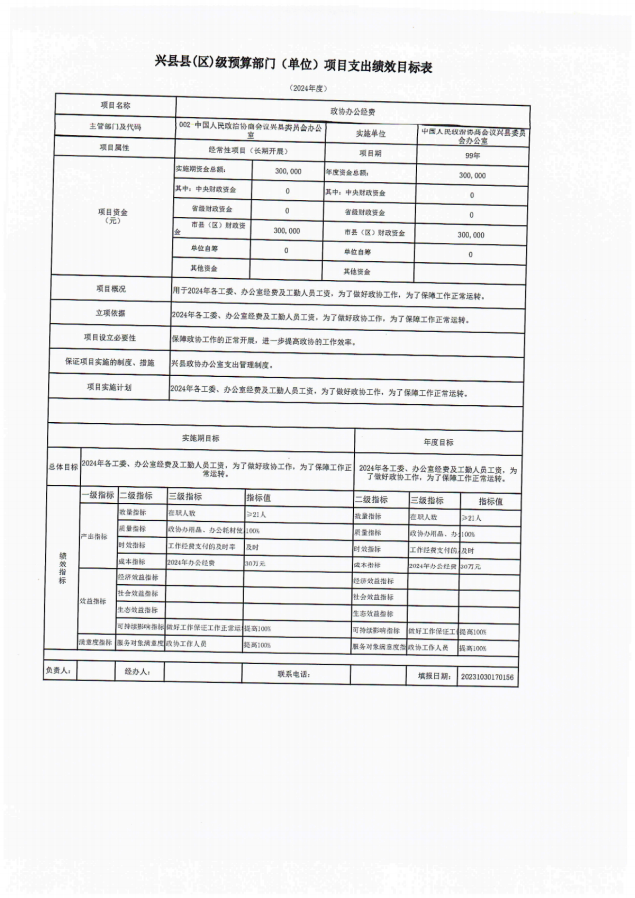 兴县县(区)级预算部门（单位）项目支出绩效目标表
（2024年度）
项目名称 政协办公经费
主管部门及代码 002 中国人民政治协商会议兴县委员会办公室 实施单位 中国人民政治协商会议兴县委员会办公室
项目属性 经常性项目（长期开展） 项目期 99年
项目资金（元） 实施期资金总额： 300,000 年度资金总额： 300,000
其中：中央财政资金 0 其中：中央财政资金 0
省级财政资金 0 省级财政资金 0
市县（区）财政资金 300,000 市县（区）财政资金 300,000
单位自筹 0 单位自筹 0
其他资金 其他资金
项目概况 用于2024年各工委、办公室经费及工勤人员工资，为了做好政协工作，为了保障工作正常运转。
立项依据 2024年各工委、办公室经费及工勤人员工资，为了做好政协工作，为了保障工作正常运转。
项目设立必要性 保障政协工作的正常开展，进一步提高政协的工作效率。
保证项目实施的制度、措施 兴县政协办公室支出管理制度。
项目实施计划 2024年各工委、办公室经费及工勤人员工资，为了做好政协工作，为了保障工作正常运转。
实施期目标 年度目标
总体目标 2024年各工委、办公室经费及工勤人员工资，为了做好政协工作，为了保障工作正常运转。 2024年各工委、办公室经费及工勤人员工资，为了做好政协工作，为了保障工作正常运转。
绩效指标 一级指标 二级指标 三级指标 指标值 二级指标 三级指标 指标值
产出指标 数量指标 在职人数 ≥21人 数量指标 在职人数 ≥21人
质量指标 政协办用品、办公耗材使 100% 质量指标 政协办用品、办 100%
时效指标 工作经费支付的及时率 及时 时效指标 工作经费支付的 及时
成本指标 2024年办公经费 30万元 成本指标 2024年办公经费 30万元
效益指标 经济效益指标 经济效益指标
社会效益指标 社会效益指标
生态效益指标 生态效益指标
可持续影响指标 做好工作保证工作正常运 提高100% 可持续影响指标 做好工作保证工 提高100%
满意度指标 服务对象满意度 政协工作人员 提高100% 服务对象满意度指 政协工作人员 提高100%
负责人： 经办人： 联系电话： 填报日期： 20231030170156